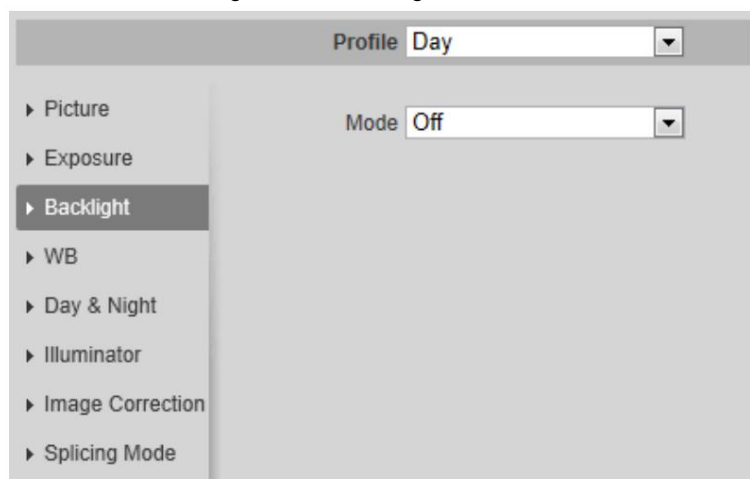 Profile Day
Picture
Mode Off
Exposure
Backlight
WB
Day & Night
Illuminator
Image Correction
Splicing Mode